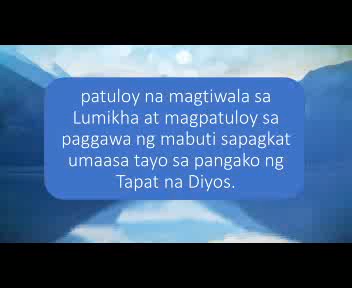 patuloy na magtiwala sa
Lumikha at magpatuloy sa
paggawa ng mabuti sapagkat
umaasa tayo sa pangako ng
Tapat na Diyos.